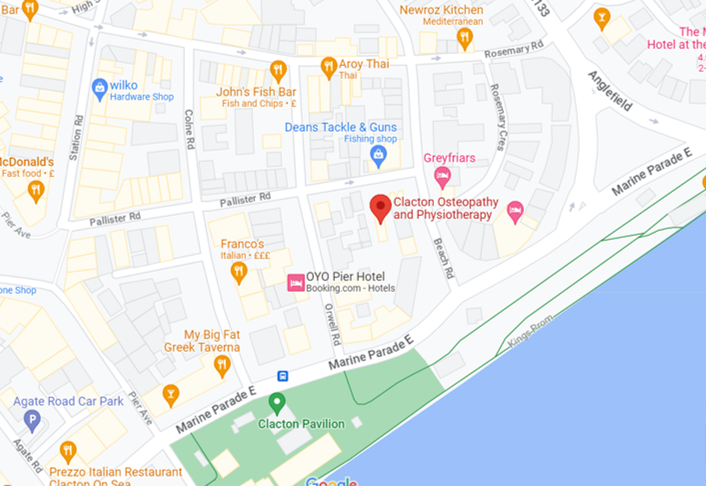 Bar
High S
Newroz Kitchen
Mediterranean
133
The M
Hotel at the
4.
2-
Rosemary Rd
Aroy Thai
Thai
wilko
Hardware Shop
John's Fish Bar
Fish and Chips • £
Anglefield
Colne Rd
Station Rd
Rosemary Cres
Deans Tackle & Guns
Fishing shop
McDonald's
Fast food • £
Greyfriars
Marine Parade E
Pallister Rd
Clacton Osteopathy
and Physiotherapy
Pallister Rd
Pier Ave
Franco's
Italian • £££
Beach Rd
OYO Pier Hotel
Booking.com - Hotels
one Shop
Orwell Rd
Kings Prom
My Big Fat
Greek Taverna
Marine Parade E
Agate Road Car Park
Pier Ave
Marine Parade E
Clacton Pavilion
Agate Rd
Prezzo Italian Restaurant
Clacton On Sea
Google